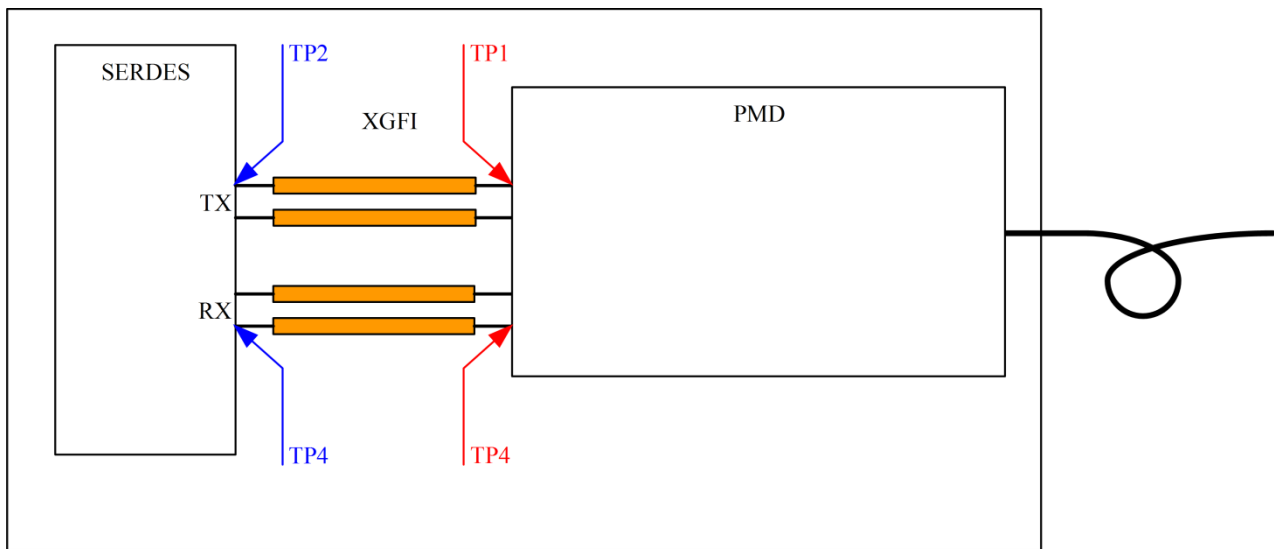 TP2
TP1
SERDES
XGFI
PMD
TX
RX
TP4
TP4